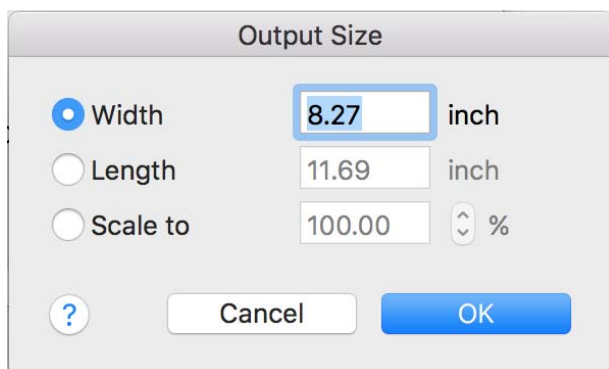 Output Size
Width 8.27 inch
Length 11.69 inch
Scale to 100.00 %
? Cancel OK